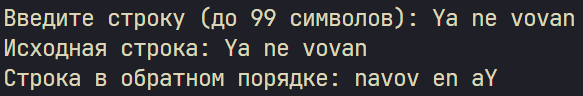 Введите строку (до 99 символов): Ya ne vovan
Исходная строка: Ya ne vovan
Строка в обратном порядке: navov en aY